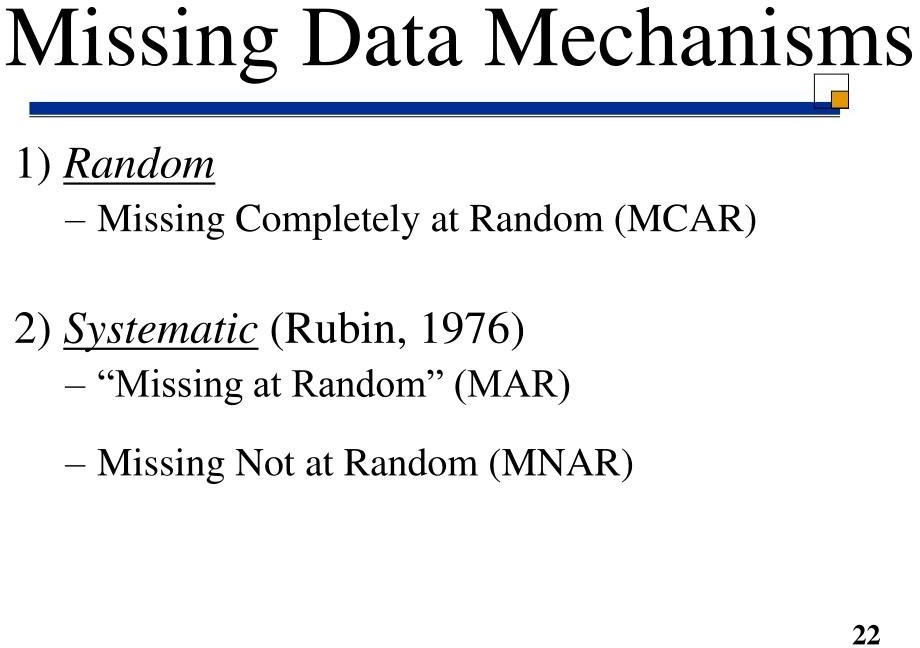 Missing Data Mechanisms
1) Random
– Missing Completely at Random (MCAR)
2) Systematic (Rubin, 1976)
– “Missing at Random” (MAR)
– Missing Not at Random (MNAR)
22